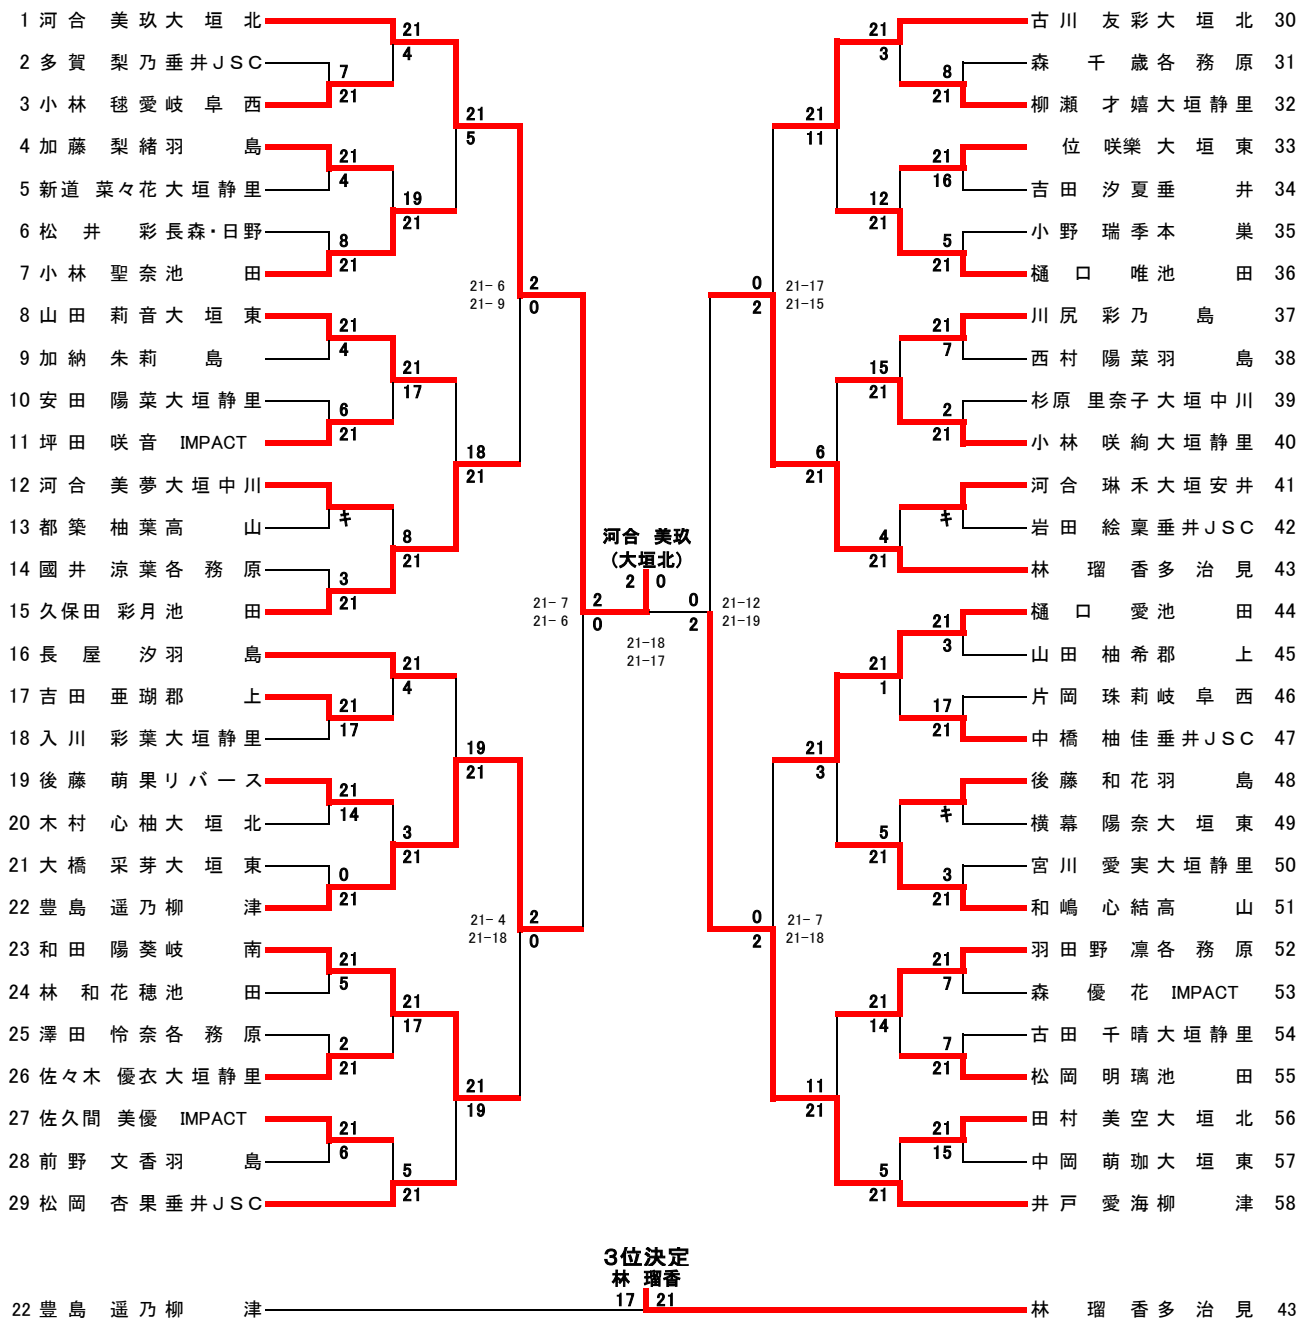 1 河合 美玖 大垣北
2 多賀 梨乃 垂井JSC
3 小林 毬愛 岐阜西
4 加藤 梨緒 羽島
5 新道 菜々花 大垣静里
6 松井 彩 長森・日野
7 小林 聖奈 池田
8 山田 莉音 大垣東
9 加納 朱莉 島
10 安田 陽菜 大垣静里
11 坪田 咲音 IMPACT
12 河合 美夢 大垣中川
13 都築 柚葉 高山
14 國井 涼葉 各務原
15 久保田 彩月 池田
16 長屋 汐 羽島
17 吉田 亜瑚 郡上
18 入川 彩葉 大垣静里
19 後藤 萌果 リバース
20 木村 心柚 大垣北
21 大橋 采芽 大垣東
22 豊島 遥乃 柳津
23 和田 陽葵 岐南
24 林 和花穂 池田
25 澤田 怜奈 各務原
26 佐々木 優衣 大垣静里
27 佐久間 美優 IMPACT
28 前野 文香 羽島
29 松岡 杏果 垂井JSC
7
21
21
4
8
21
21
4
6
21
キ
3
21
21
17
21
14
0
21
21
5
2
21
21
6
21
4
19
21
21
17
8
21
21
4
3
21
21
17
5
21
21
5
18
21
19
21
21
19
21-6
21-9
2
0
21-4
21-18
2
0
21-7
21-6
2
0
河合 美玖
(大垣北)
2 0
21-18
21-17
0
2
21-12
21-19
0
2
21-17
21-15
0
2
21-7
21-18
21
11
6
21
21
3
11
21
21
3
12
21
15
21
4
21
21
1
5
21
21
14
5
21
8
21
21
16
5
21
21
7
2
21
キ
21
3
17
21
キ
3
21
21
7
7
21
21
15
古川 友彩 大垣北 30
森 千歳 各務原 31
柳瀬 才嬉 大垣静里 32
位 咲樂 大垣東 33
吉田 汐夏 垂井 34
小野 瑞季 本巣 35
樋口 唯 池田 36
川尻 彩乃 島 37
西村 陽菜 羽島 38
杉原 里奈子 大垣中川 39
小林 咲絢 大垣静里 40
河合 琳禾 大垣安井 41
岩田 絵稟 垂井JSC 42
林 瑠香 多治見 43
樋口 愛 池田 44
山田 柚希 郡上 45
片岡 珠莉 岐阜西 46
中橋 柚佳 垂井JSC 47
後藤 和花 羽島 48
横幕 陽奈 大垣東 49
宮川 愛実 大垣静里 50
和嶋 心結 高山 51
羽田野 凛 各務原 52
森 優花 IMPACT 53
古田 千晴 大垣静里 54
松岡 明璃 池田 55
田村 美空 大垣北 56
中岡 萌珈 大垣東 57
井戸 愛海 柳津 58
3位決定
林 瑠香
17 21
22 豊島 遥乃 柳津
林 瑠香 多治見 43